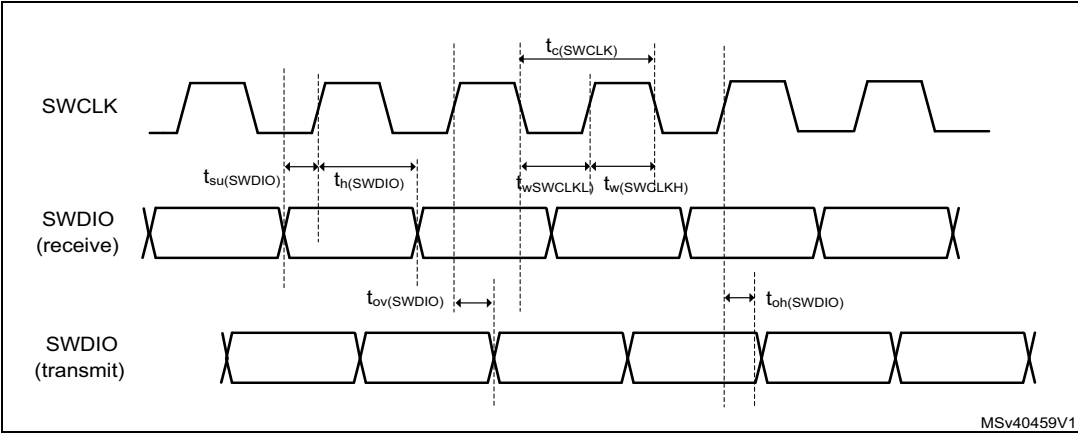 tc(SWCLK)
SWCLK
tsu(SWDIO)
th(SWDIO)
twSWCLKL)
tw(SWCLKH)
SWDIO
(receive)
tov(SWDIO)
toh(SWDIO)
SWDIO
(transmit)
MSv40459V1